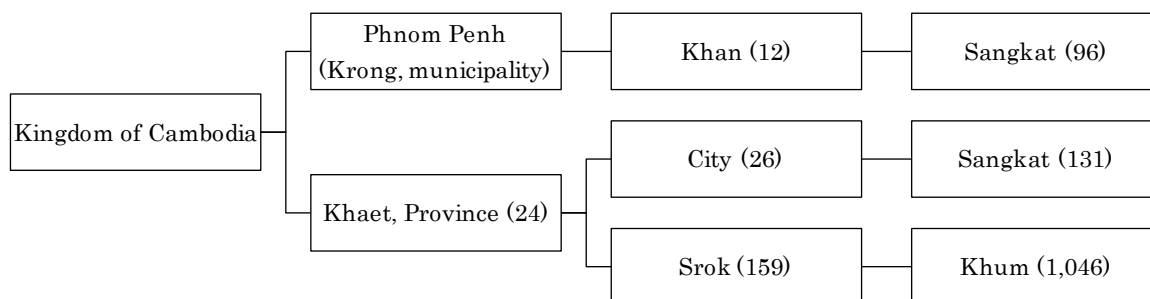 Kingdom of Cambodia
Phnom Penh
(Krong, municipality)
Khan (12)
Sangkat (96)
Khaet, Province (24)
City (26)
Sangkat (131)
Srok (159)
Khum (1,046)